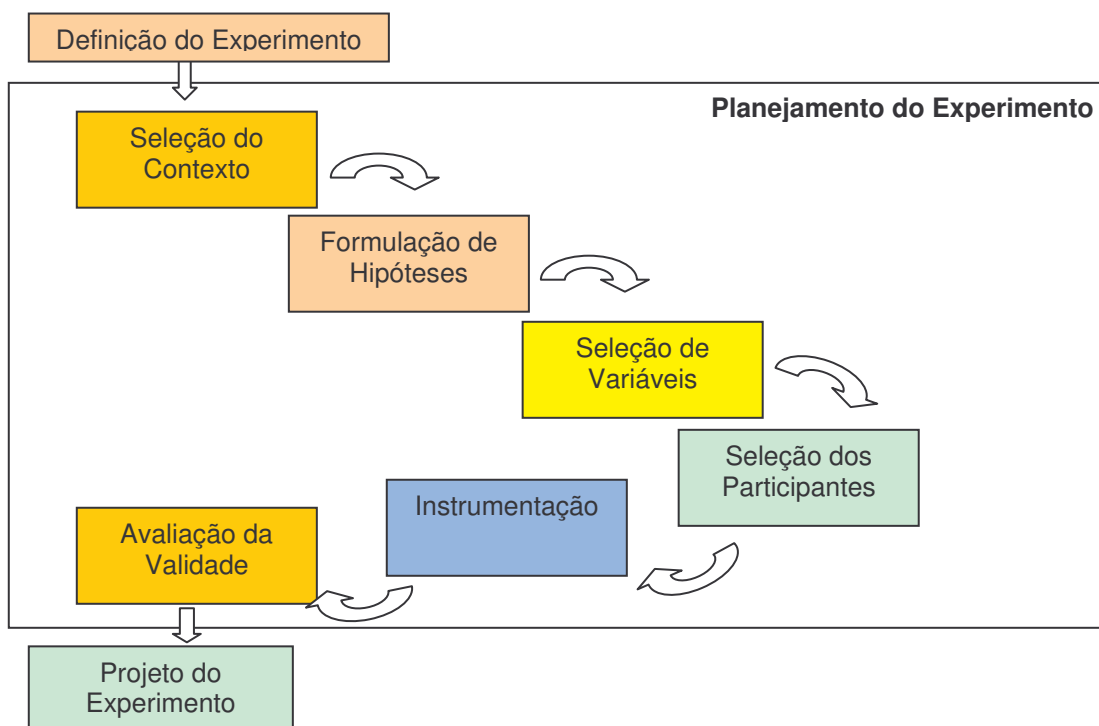 Definição do Experimento
Planejamento do Experimento
Seleção do
Contexto
Formulação de
Hipóteses
Seleção de
Variáveis
Seleção dos
Participantes
Instrumentação
Avaliação da
Validade
Projeto do
Experimento